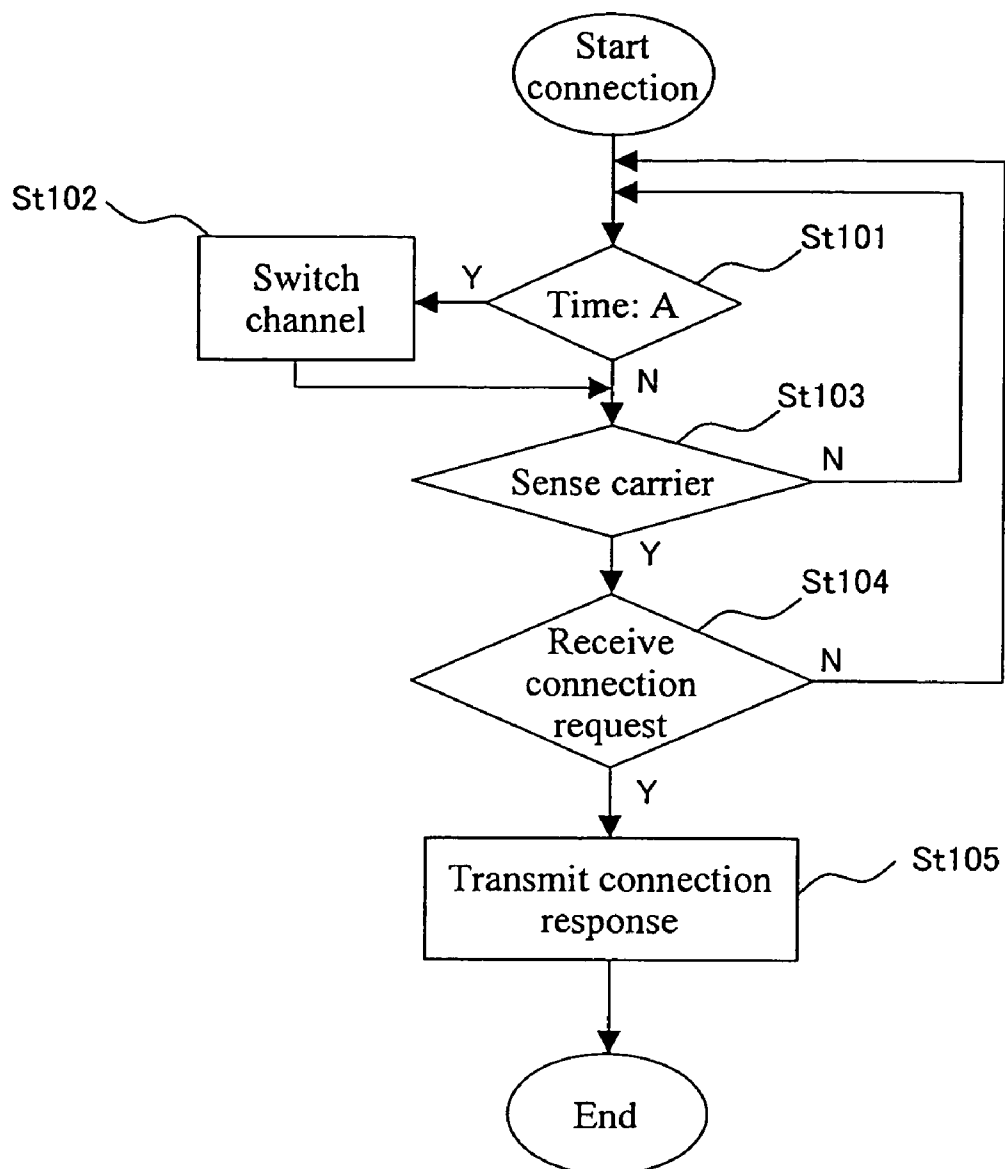 Start
connection
St102
St101
Switch
channel
Y
Time: A
N
St103
Sense carrier
N
Y
St104
Receive
connection
request
N
Y
Transmit connection
response
St105
End